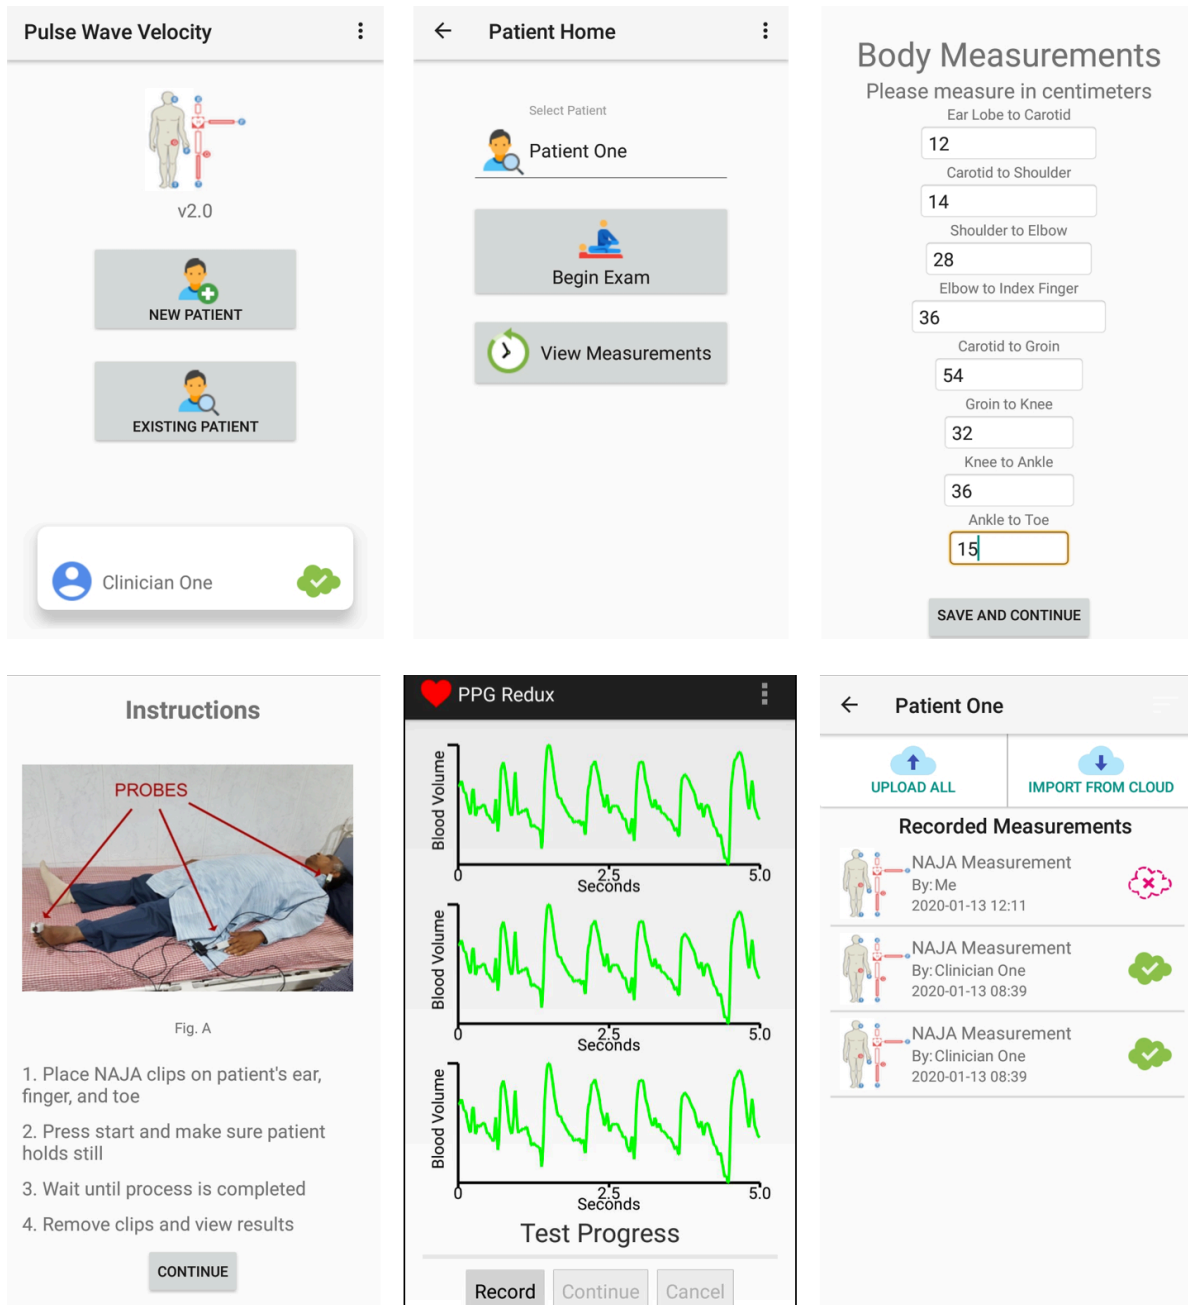 Pulse Wave Velocity
v2.0
NEW PATIENT
EXISTING PATIENT
Clinician One
Patient Home
Select Patient
Patient One
Begin Exam
View Measurements
Body Measurements
Please measure in centimeters
Ear Lobe to Carotid
12
Carotid to Shoulder
14
Shoulder to Elbow
28
Elbow to Index Finger
36
Carotid to Groin
54
Groin to Knee
32
Knee to Ankle
36
Ankle to Toe
15
SAVE AND CONTINUE
Instructions
PROBES
Fig. A
1. Place NAJA clips on patient's ear,
finger, and toe
2. Press start and make sure patient
holds still
3. Wait until process is completed
4. Remove clips and view results
CONTINUE
PPG Redux
Blood Volume
0 2.5 5.0
Seconds
Blood Volume
0 2.5 5.0
Seconds
Blood Volume
0 2.5 5.0
Seconds
Test Progress
Record Continue Cancel
Patient One
UPLOAD ALL IMPORT FROM CLOUD
Recorded Measurements
NAJA Measurement
By: Me
2020-01-13 12:11
NAJA Measurement
By: Clinician One
2020-01-13 08:39
NAJA Measurement
By: Clinician One
2020-01-13 08:39